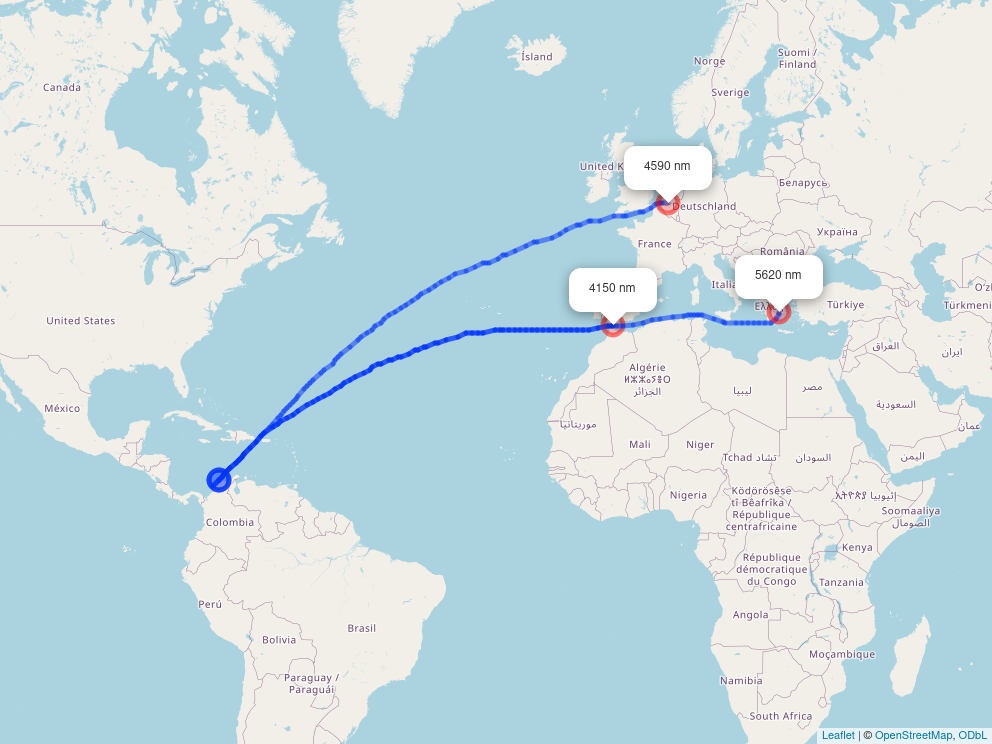 Ísland
Norge
Suomi /
Finland
Canada
Sverige
4590 nm
United K
Беларусь
Deutschland
Україна
France
România
5620 nm
4150 nm
Itali
Ελλ
Türkiye
O'z
Türkmeni
United States
العراق
ایران
Algérie
ⵍⵣⵣⴰⵢⴻⵔ
الجزائر
ليبيا
مصر
México
السعودية
موريتانيا
عمان
Mali
Niger
Tchad تشاد
السودان
اليمن
Nigeria
Ködörösêse
tî Bêafrîka /
République
centrafricaine
ኢትዮጵያ إثيوبيا
Soomaaliya
الصومال
Colombia
Kenya
République
démocratique
du Congo
Tanzania
Perú
Angola
Brasil
Bolivia
Moçambique
Paraguay /
Paraguái
Namibia
South Africa
Leaflet | © OpenStreetMap, ODbL